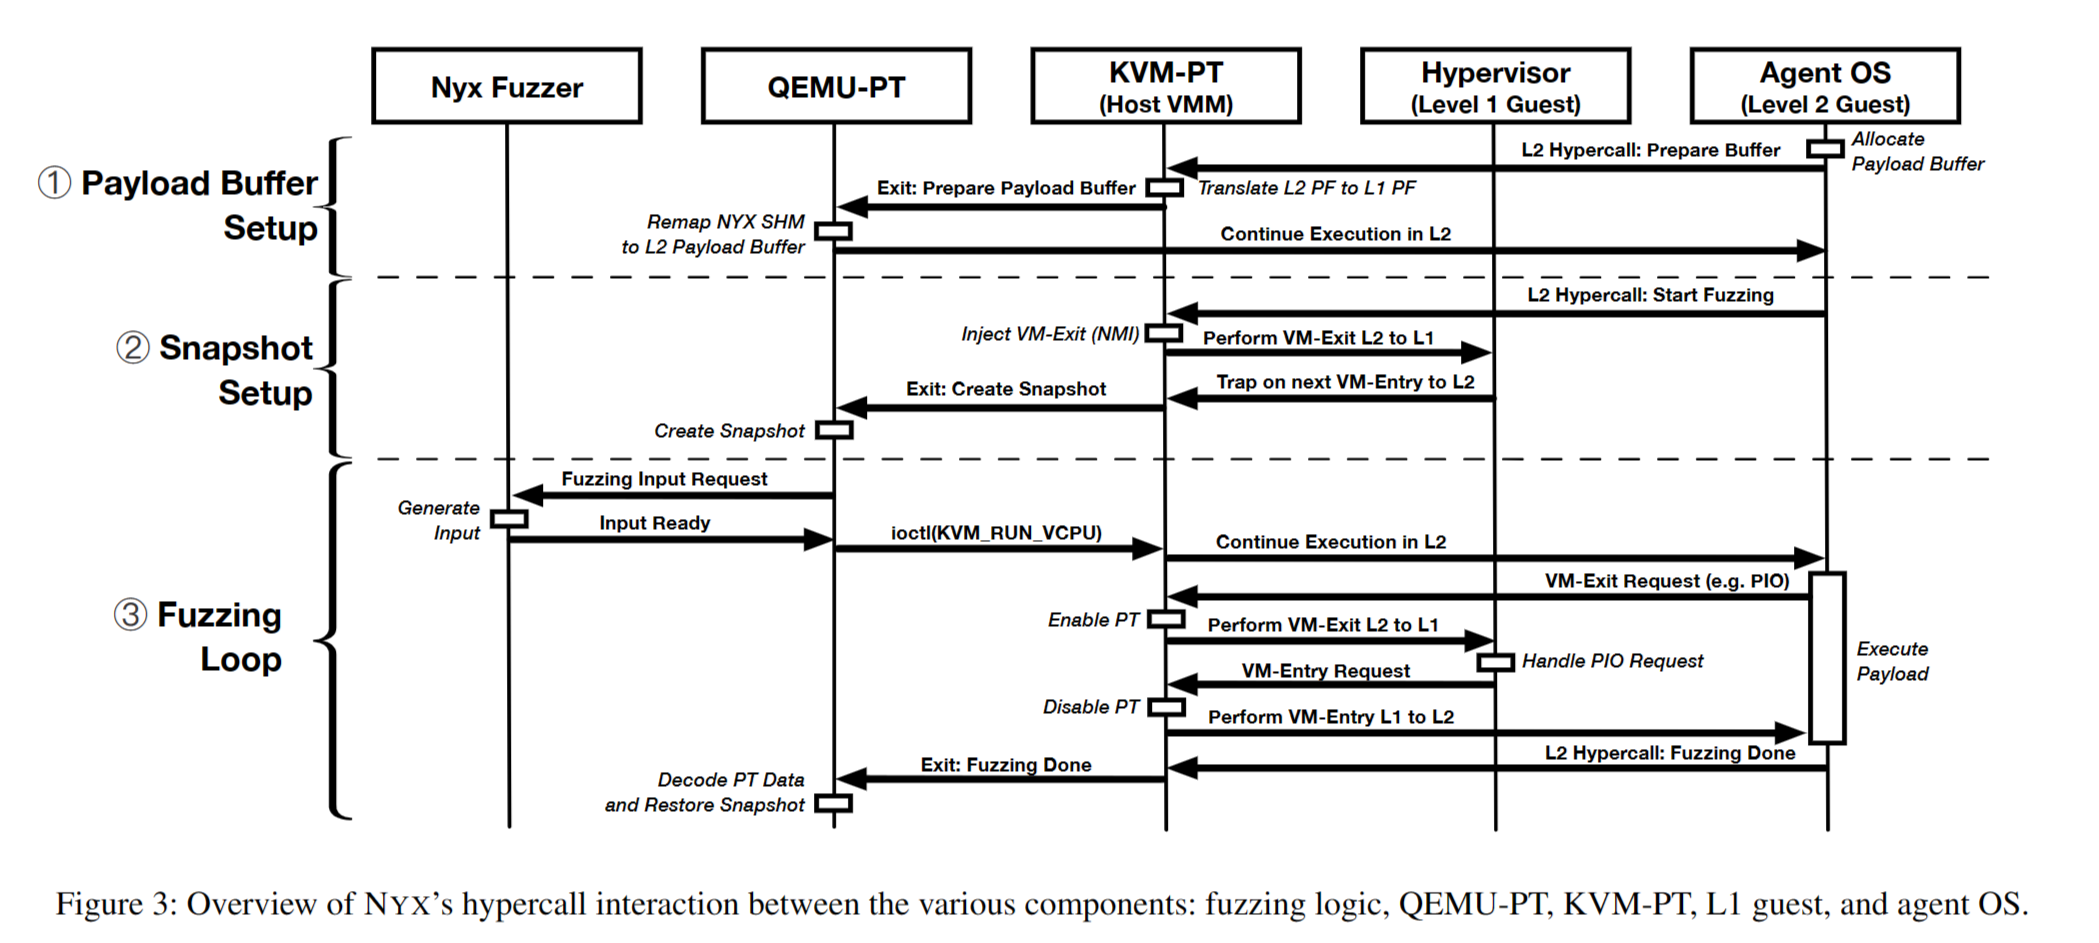 Nyx Fuzzer
QEMU-PT
KVM-PT
(Host VMM)
Hypervisor
(Level 1 Guest)
Agent OS
(Level 2 Guest)
① Payload Buffer
Setup
Allocate
Payload Buffer
L2 Hypercall: Prepare Buffer
Translate L2 PF to L1 PF
Exit: Prepare Payload Buffer
Remap NYX SHM
to L2 Payload Buffer
Continue Execution in L2
② Snapshot
Setup
L2 Hypercall: Start Fuzzing
Inject VM-Exit (NMI)
Perform VM-Exit L2 to L1
Trap on next VM-Entry to L2
Exit: Create Snapshot
Create Snapshot
③ Fuzzing
Loop
Fuzzing Input Request
Generate
Input
Input Ready
ioctl(KVM_RUN_VCPU)
Continue Execution in L2
VM-Exit Request (e.g. PIO)
Enable PT
Perform VM-Exit L2 to L1
Handle PIO Request
Execute
Payload
VM-Entry Request
Disable PT
Perform VM-Entry L1 to L2
L2 Hypercall: Fuzzing Done
Exit: Fuzzing Done
Decode PT Data
and Restore Snapshot
Figure 3: Overview of NYX's hypercall interaction between the various components: fuzzing logic, QEMU-PT, KVM-PT, L1 guest, and agent OS.